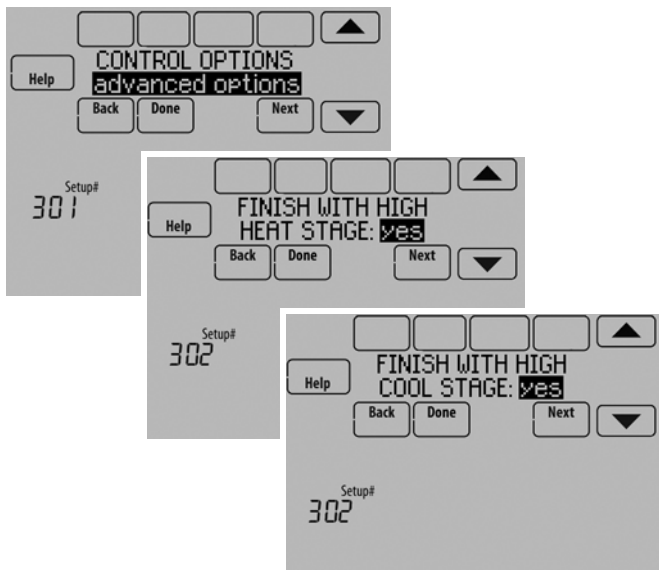 CONTROL OPTIONS
Help
advanced options
Back Done Next
Setup#
301
FINISH WITH HIGH
Help
HEAT STAGE: yes
Back Done Next
Setup#
302
FINISH WITH HIGH
Help
COOL STAGE: yes
Back Done Next
Setup#
302